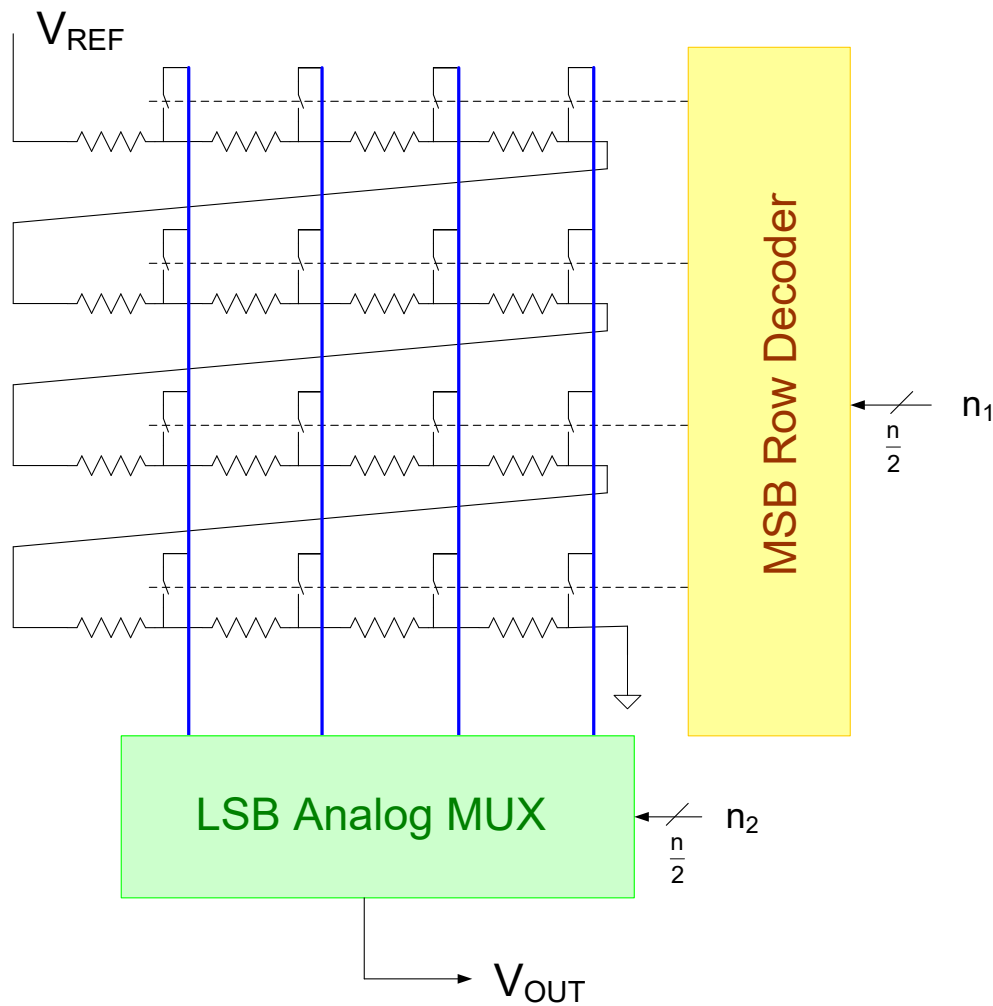 VREF
MSB Row Decoder
n1
n
2
LSB Analog MUX
n2
n
2
VOUT